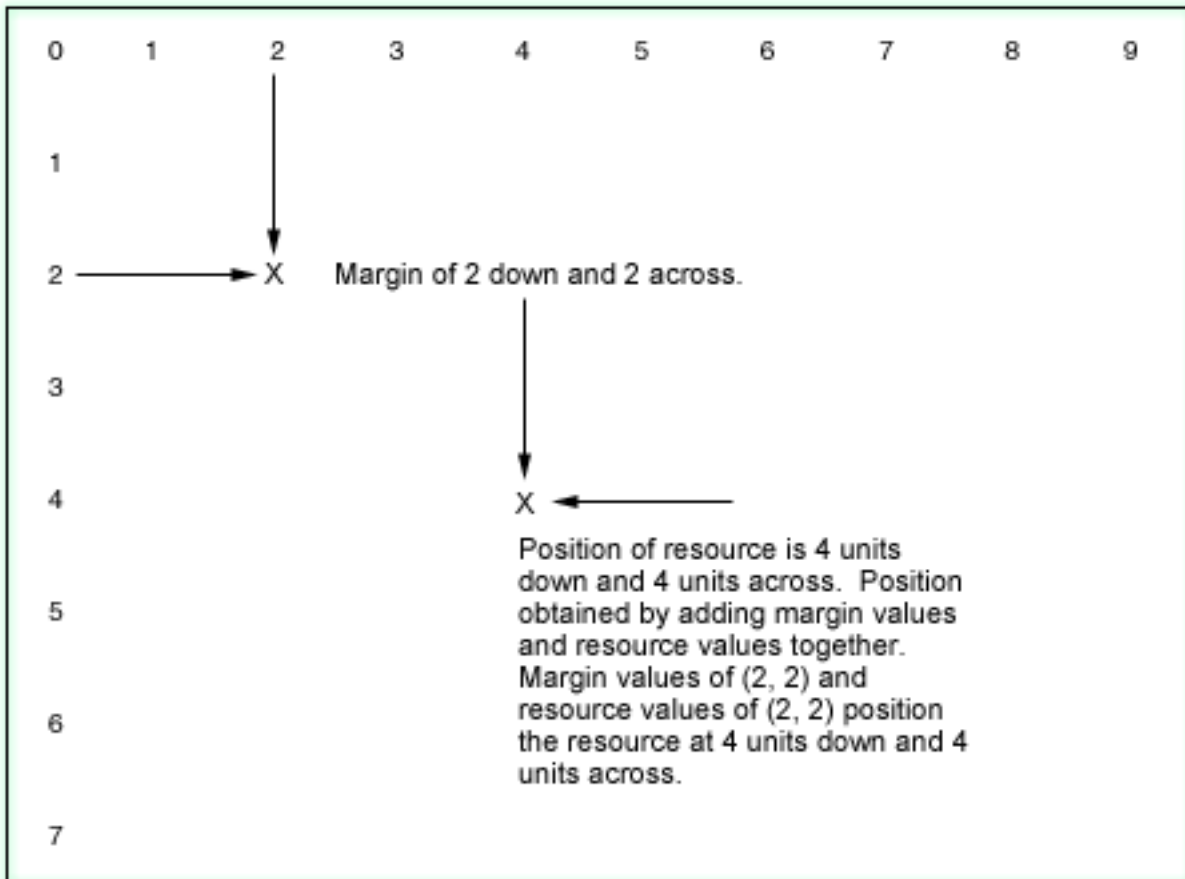 0 1 2 3 4 5 6 7 8 9
1
2 X Margin of 2 down and 2 across.
3
4 X
Position of resource is 4 units
down and 4 units across. Position
5
obtained by adding margin values
and resource values together.
Margin values of (2, 2) and
6
resource values of (2, 2) position
the resource at 4 units down and 4
units across.
7